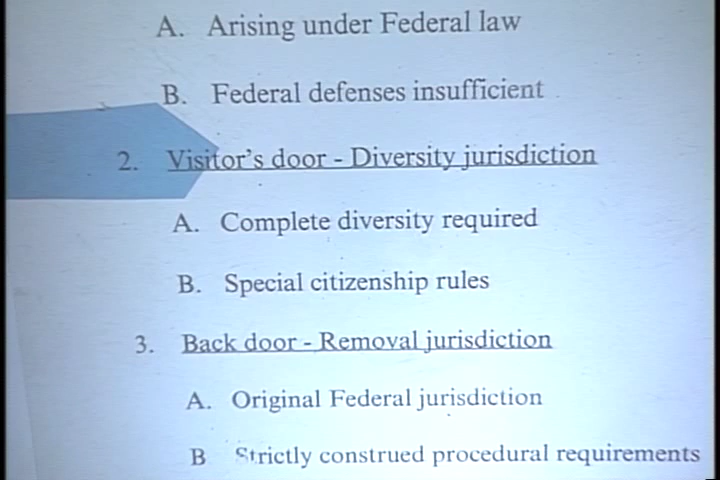 A. Arising under Federal law
B. Federal defenses insufficient
2. Visitor's door - Diversity jurisdiction
A. Complete diversity required
B. Special citizenship rules
3. Back door - Removal jurisdiction
A. Original Federal jurisdiction
B Strictly construed procedural requirements